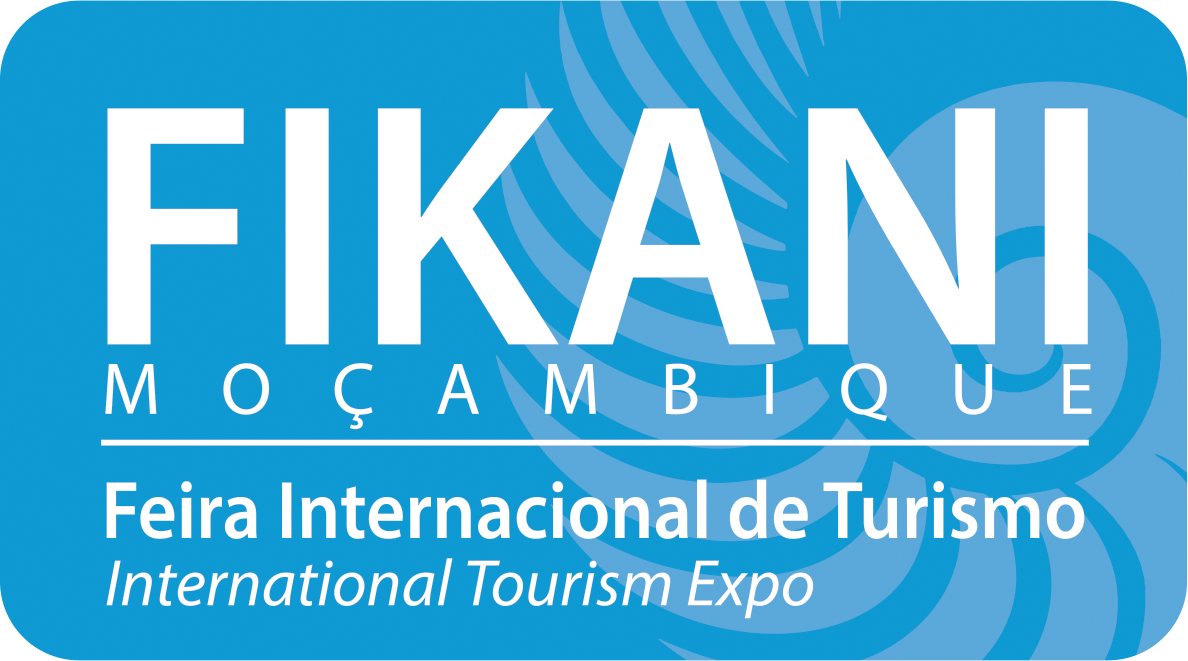 FIKANI
MOÇAMBIQUE
Feira Internacional de Turismo
International Tourism Expo